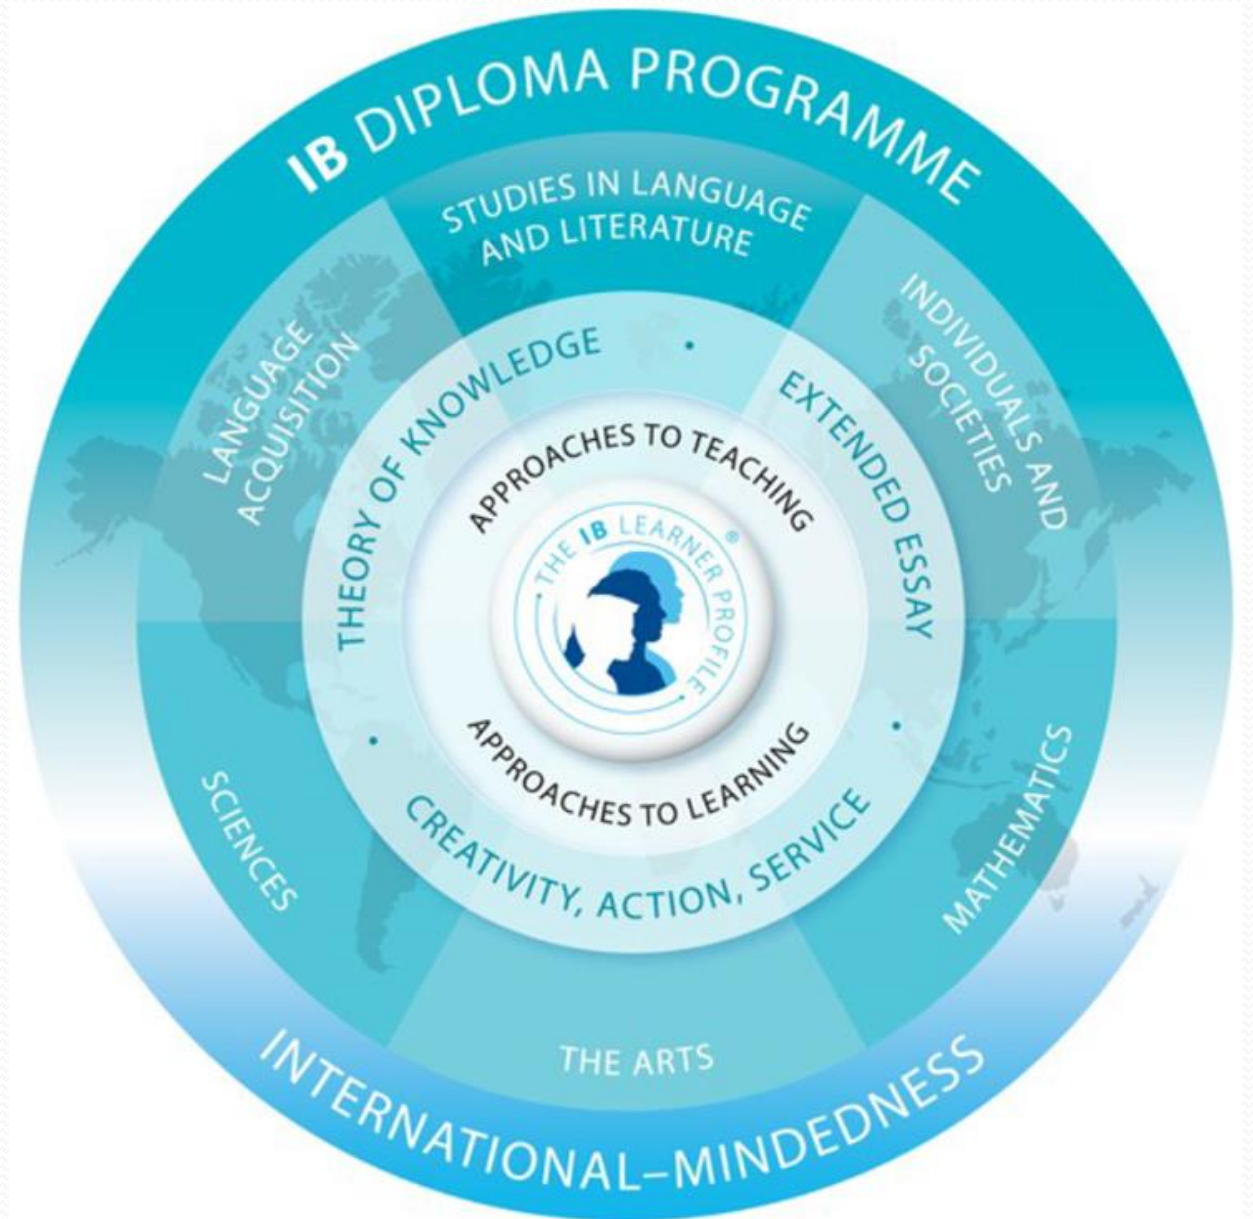 IB DIPLOMA PROGRAMME
STUDIES IN LANGUAGE
AND LITERATURE
LANGUAGE
ACQUISITION
INDIVIDUALS AND
SOCIETIES
THEORY OF KNOWLEDGE
•
EXTENDED ESSAY
APPROACHES TO TEACHING
THE IB LEARNER PROFILE ®
APPROACHES TO LEARNING
•
CREATIVITY, ACTION, SERVICE
•
SCIENCES
MATHEMATICS
THE ARTS
INTERNATIONAL–MINDEDNESS